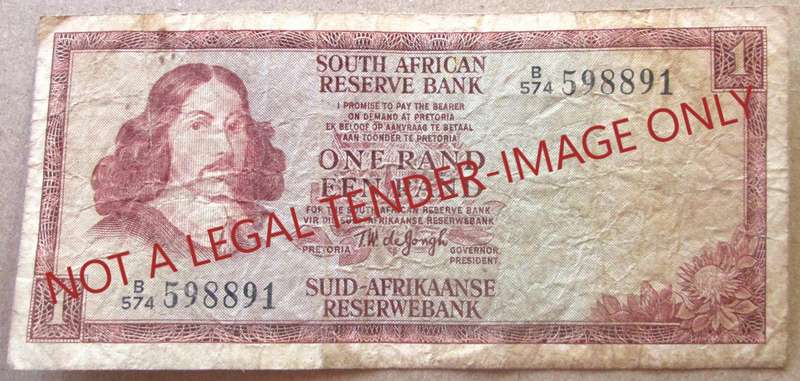 SOUTH AFRICAN
RESERVE BANK
B/574 598891
1
I PROMISE TO PAY THE BEARER
ON DEMAND AT PRETORIA
EK BELOOF OP AANVRAAG TE BETAAL
AAN TOONDER TE PRETORIA
ONE RAND
EEN RAND
FOR THE SOUTH AFRICAN RESERVE BANK
VIR DIE SUID-AFRIKAANSE RESERWEBANK
T.W. de Jongh
PRETORIA GOVERNOR
PRESIDENT.
B/574 598891
1
SUID-AFRIKAANSE
RESERWEBANK
NOT A LEGAL TENDER-IMAGE ONLY